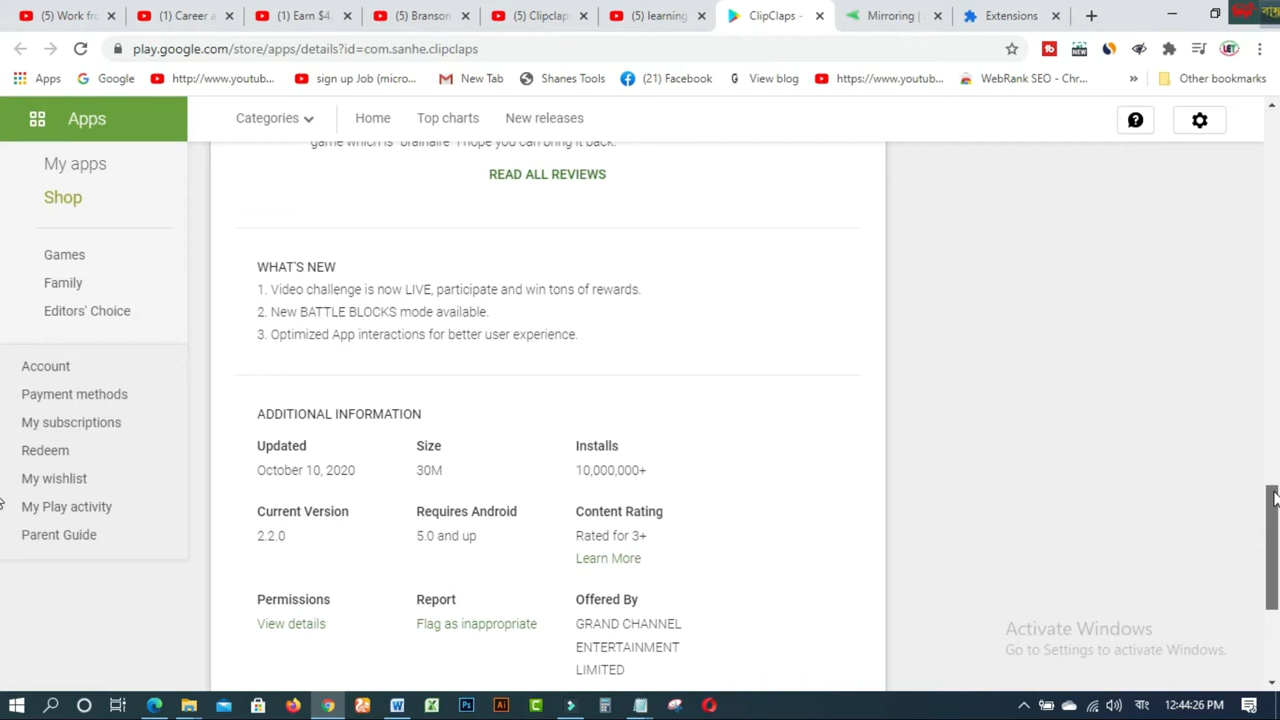 (5) Work fro
(1) Career a
(1) Earn $4.
(5) Branson
(5) Clipclap
(5) learning
ClipClaps -
Mirroring |
Extensions
play.google.com/store/apps/details?id=com.sanhe.clipclaps
Apps
Google
http://www.youtub...
sign up Job (micro...
New Tab
Shanes Tools
(21) Facebook
View blog
https://www.youtub...
WebRank SEO - Chr...
Other bookmarks
Apps
Categories
Home
Top charts
New releases
My apps
Shop
Games
Family
Editors' Choice
Account
Payment methods
My subscriptions
Redeem
My wishlist
My Play activity
Parent Guide
game which is "brainaire" I hope you can bring it back.
READ ALL REVIEWS
WHAT'S NEW
1. Video challenge is now LIVE, participate and win tons of rewards.
2. New BATTLE BLOCKS mode available.
3. Optimized App interactions for better user experience.
ADDITIONAL INFORMATION
Updated
October 10, 2020
Size
30M
Installs
10,000,000+
Current Version
2.2.0
Requires Android
5.0 and up
Content Rating
Rated for 3+
Learn More
Permissions
View details
Report
Flag as inappropriate
Offered By
GRAND CHANNEL
ENTERTAINMENT
LIMITED
Activate Windows
Go to Settings to activate Windows.
বাং
12:44:26 PM